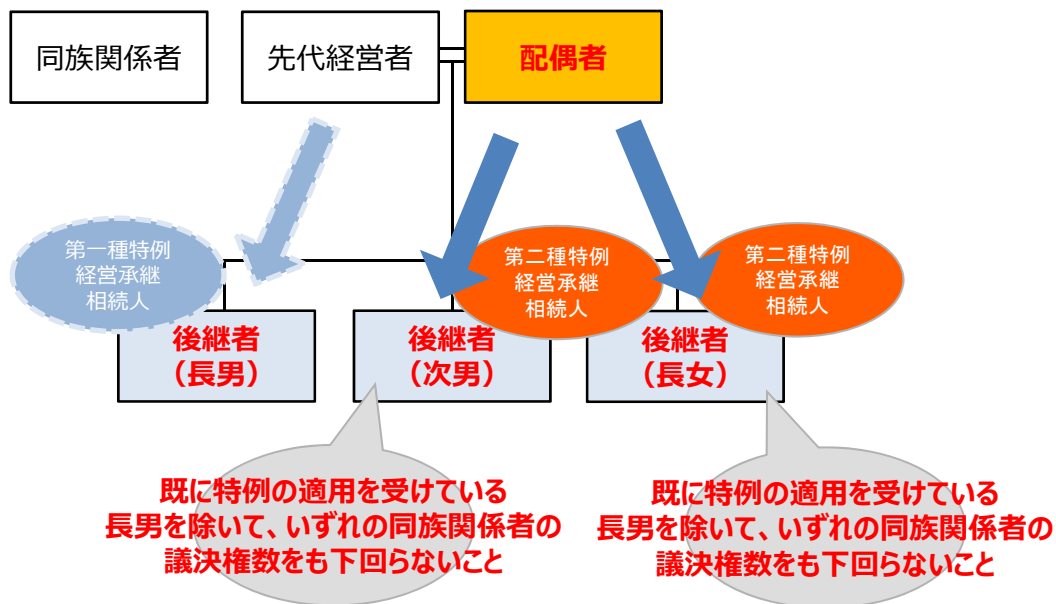 同族関係者
先代経営者
配偶者
第一種特例
経営承継
相続人
第二種特例
経営承継
相続人
第二種特例
経営承継
相続人
後継者
（長男）
後継者
（次男）
後継者
（長女）
既に特例の適用を受けている
長男を除いて、いずれの同族関係者の
議決権数をも下回らないこと
既に特例の適用を受けている
長男を除いて、いずれの同族関係者の
議決権数をも下回らないこと